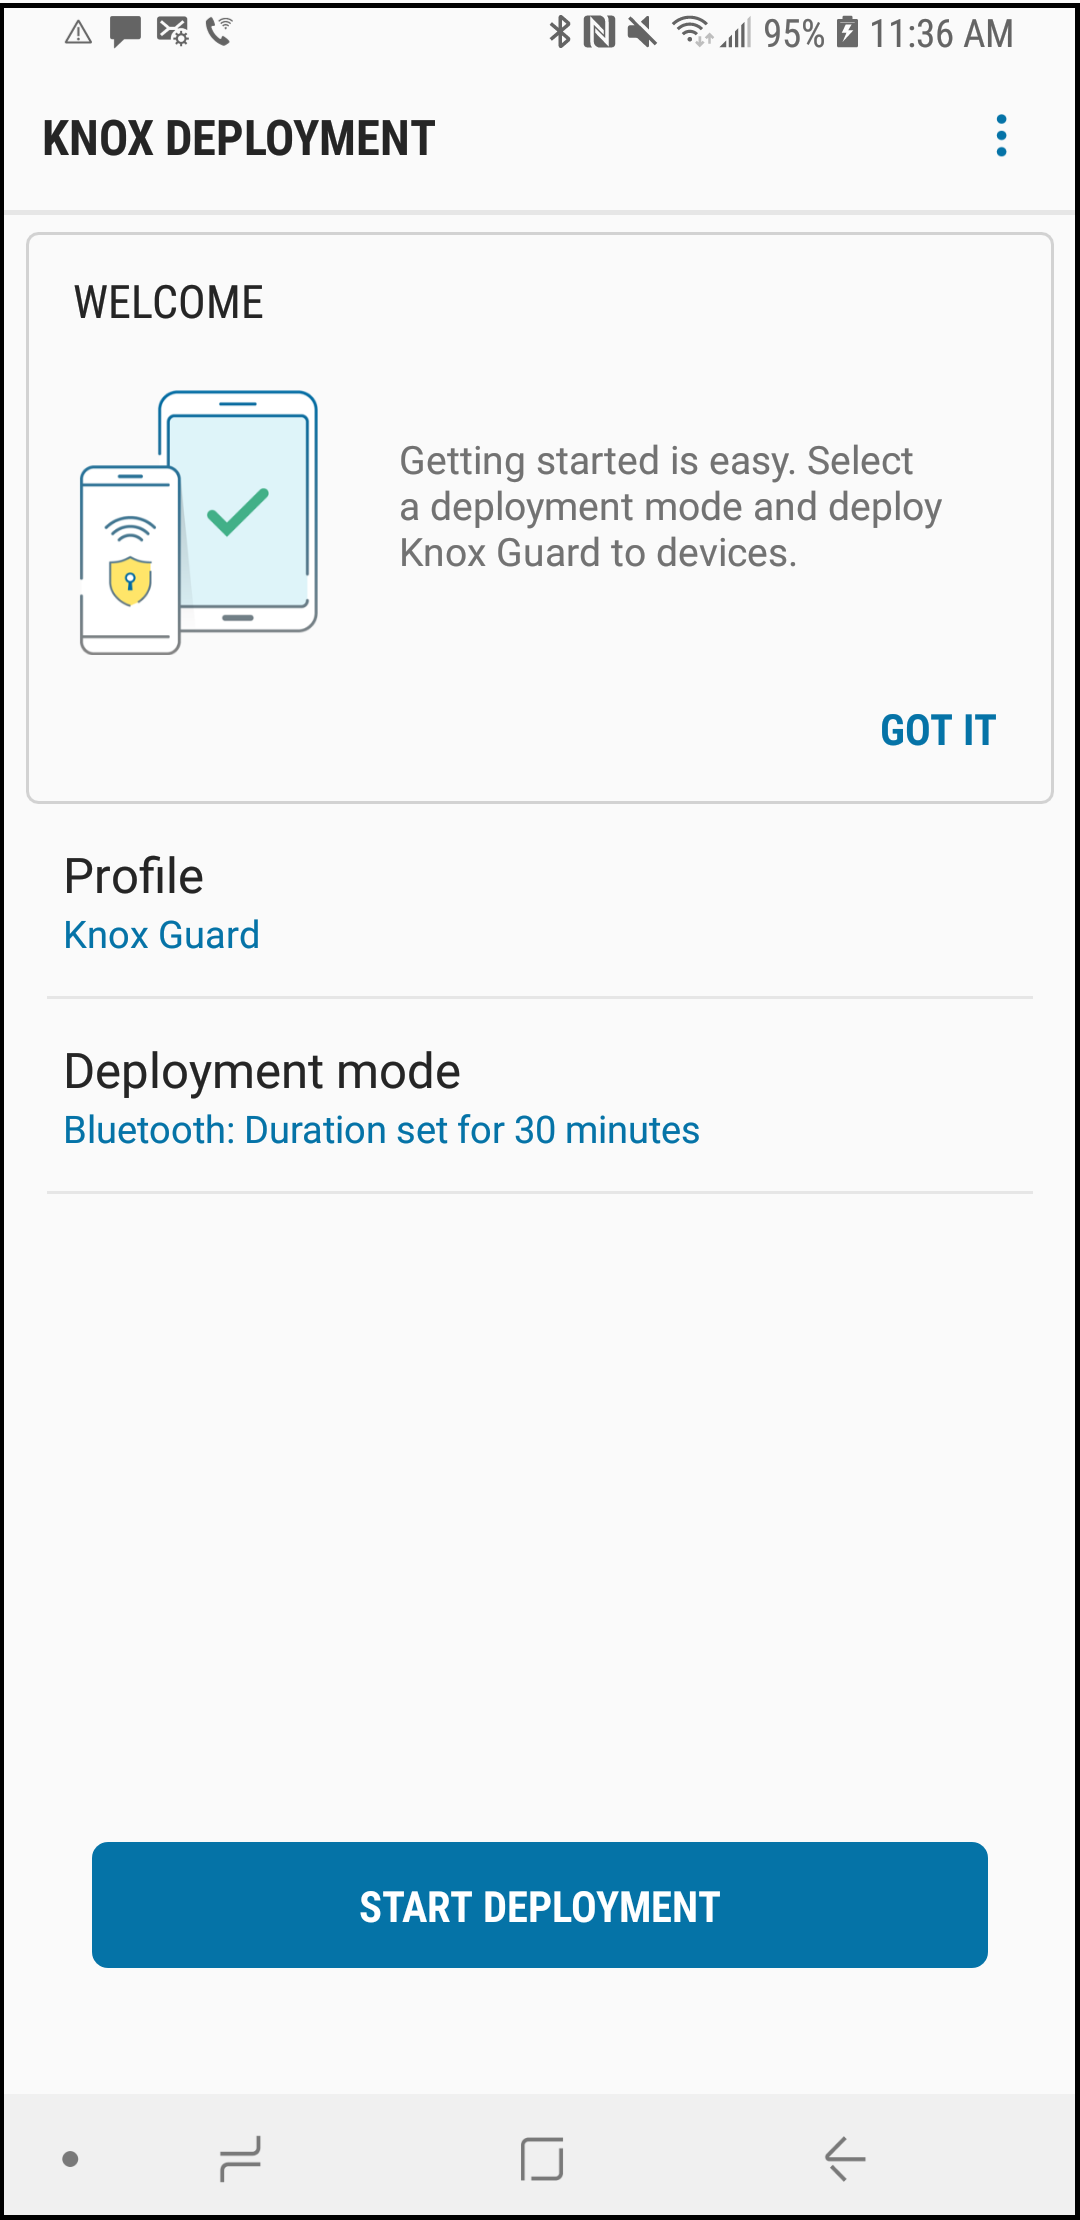 95% 11:36 AM
KNOX DEPLOYMENT
WELCOME
Getting started is easy. Select
a deployment mode and deploy
Knox Guard to devices.
GOT IT
Profile
Knox Guard
Deployment mode
Bluetooth: Duration set for 30 minutes
START DEPLOYMENT